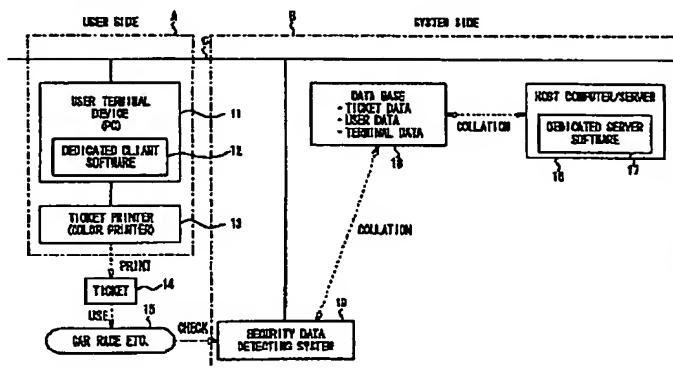 USER SIDE
A
B
SYSTEM SIDE
C
USER TERMINAL
DEVICE
(PC)
11
DEDICATED CLIENT
SOFTWARE
12
TICKET PRINTER
(COLOR PRINTER)
13
PRINT
TICKET
14
USE
15
CAR RACE ETC.
CHECK
DATA BASE
• TICKET DATA
• USER DATA
• TERMINAL DATA
18
COLLATION
HOST COMPUTER/SERVER
DEDICATED SERVER
SOFTWARE
16
17
COLLATION
19
SECURITY DATA
DETECTING SYSTEM